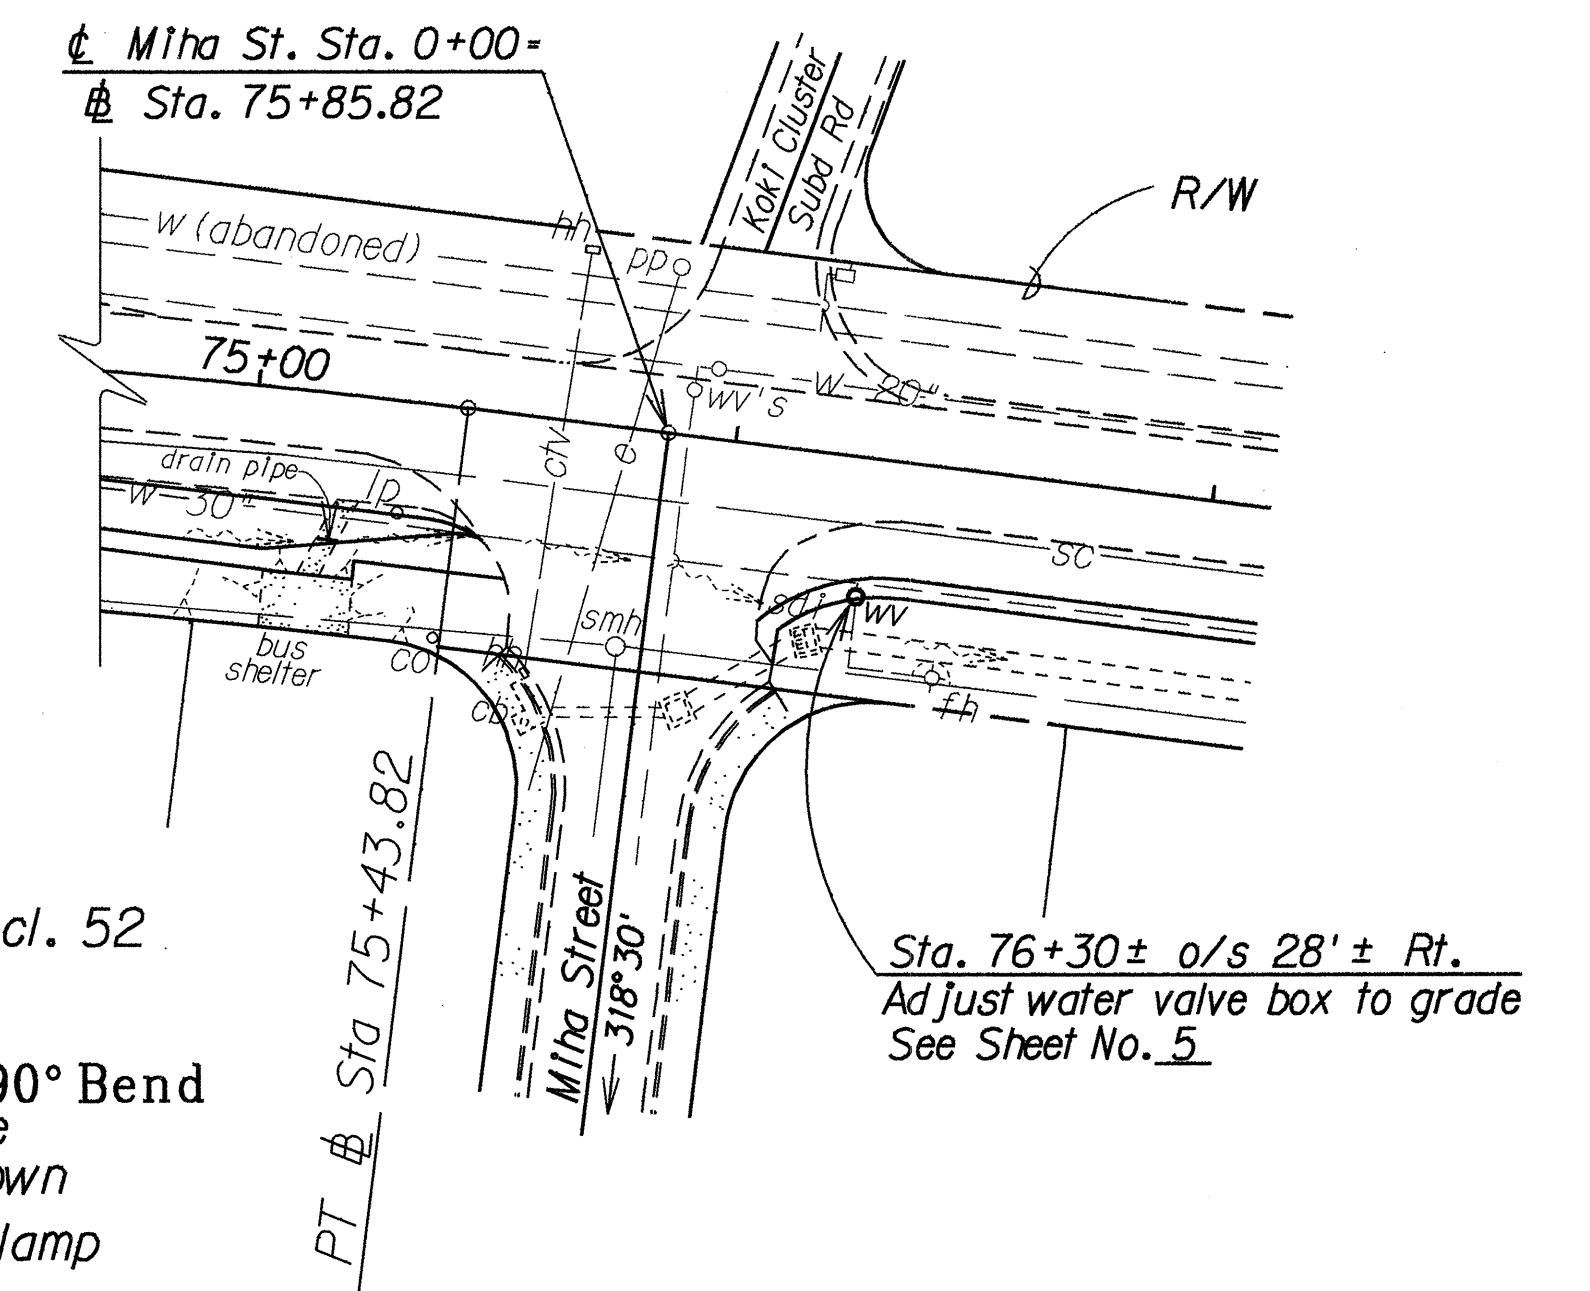 ℄ Miha St. Sta. 0+00=
BL Sta. 75+85.82
Koki Cluster
Subd Rd
R/W
w (abandoned)
hh
pp
75+00
wv's
w 20"
ctv
e
drain pipe
lp
w 30"
sc
sdi
wv
smh
bus
shelter
co
cb
fh
PT BL Sta 75+43.82
Miha Street
318°30'
Sta. 76+30± o/s 28'± Rt.
Adjust water valve box to grade
See Sheet No. 5
cl. 52
90° Bend
e
own
lamp